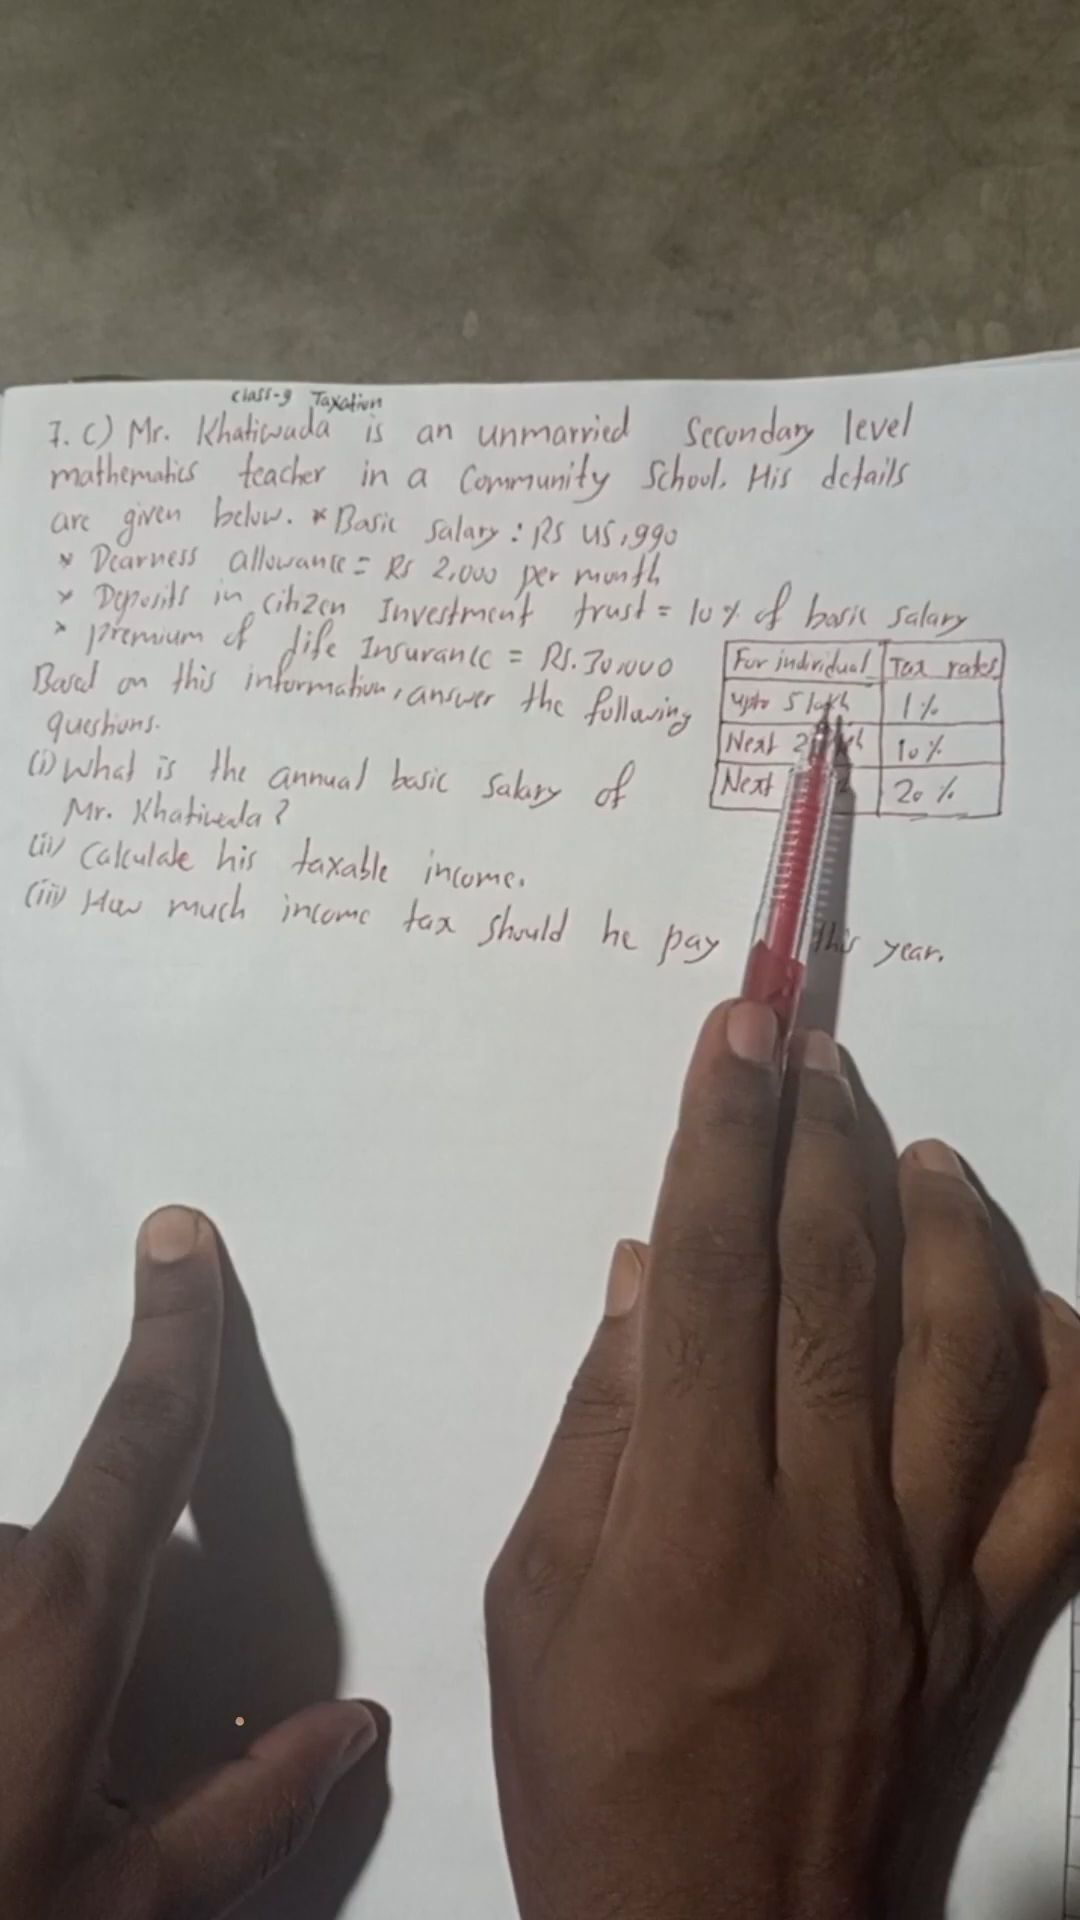 Class-9 Taxation
7. c) Mr. Khatiwada is an unmarried Secondary level
mathematics teacher in a Community School. His details
are given below. * Basic salary : Rs 45,990
* Dearness allowance = Rs 2,000 per month
* Deposits in Citizen Investment trust = 10% of basic salary
* premium of life Insurance = Rs. 30,000
For individual Tax rates
upto 5 lakh 1%
Next 2 10%
Next 20%
Based on this information, answer the following
questions.
(i) What is the annual basic salary of
Mr. Khatiwada?
(ii) Calculate his taxable income.
(iii) How much income tax should he pay this year.